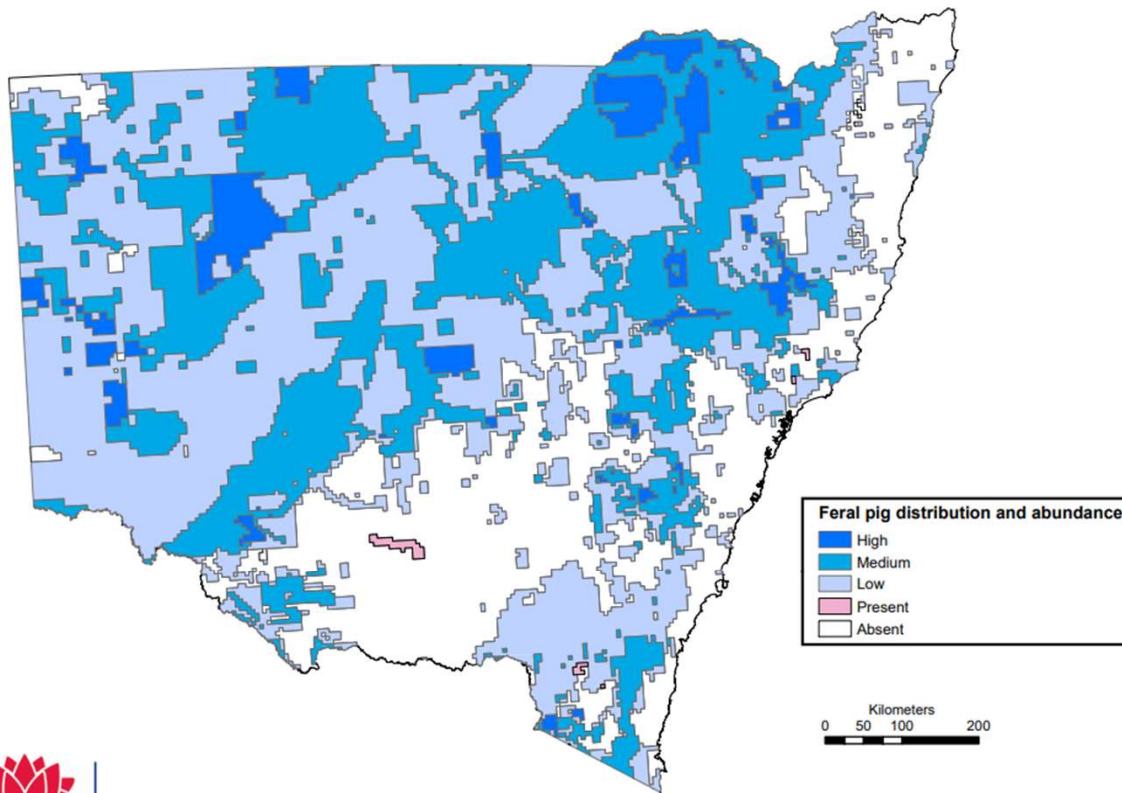 Feral pig distribution and abundance
High
Medium
Low
Present
Absent
Kilometers
0 50 100 200